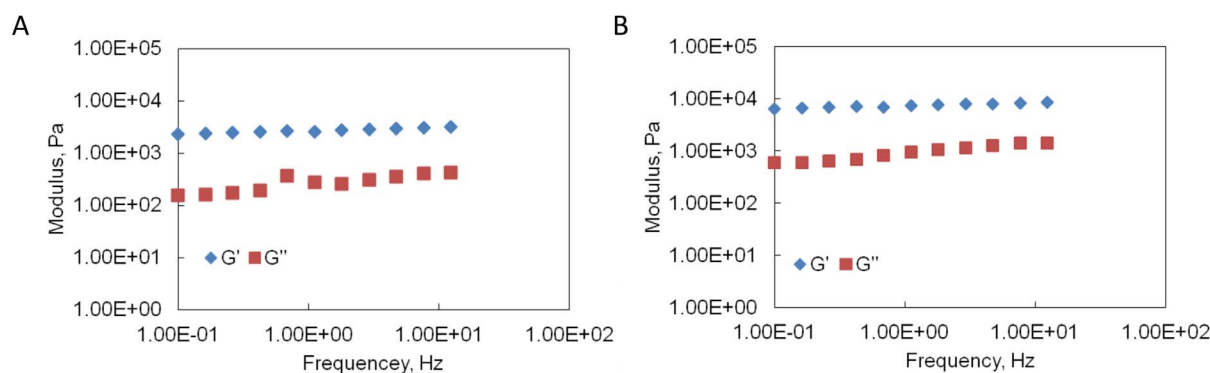 A
1.00E+05
1.00E+04
1.00E+03
1.00E+02
1.00E+01
1.00E+00
Modulus, Pa
G' G"
1.00E-01 1.00E+00 1.00E+01 1.00E+02
Frequencey, Hz
B
1.00E+05
1.00E+04
1.00E+03
1.00E+02
1.00E+01
1.00E+00
Modulus, Pa
G' G"
1.00E-01 1.00E+00 1.00E+01 1.00E+02
Frequency, Hz